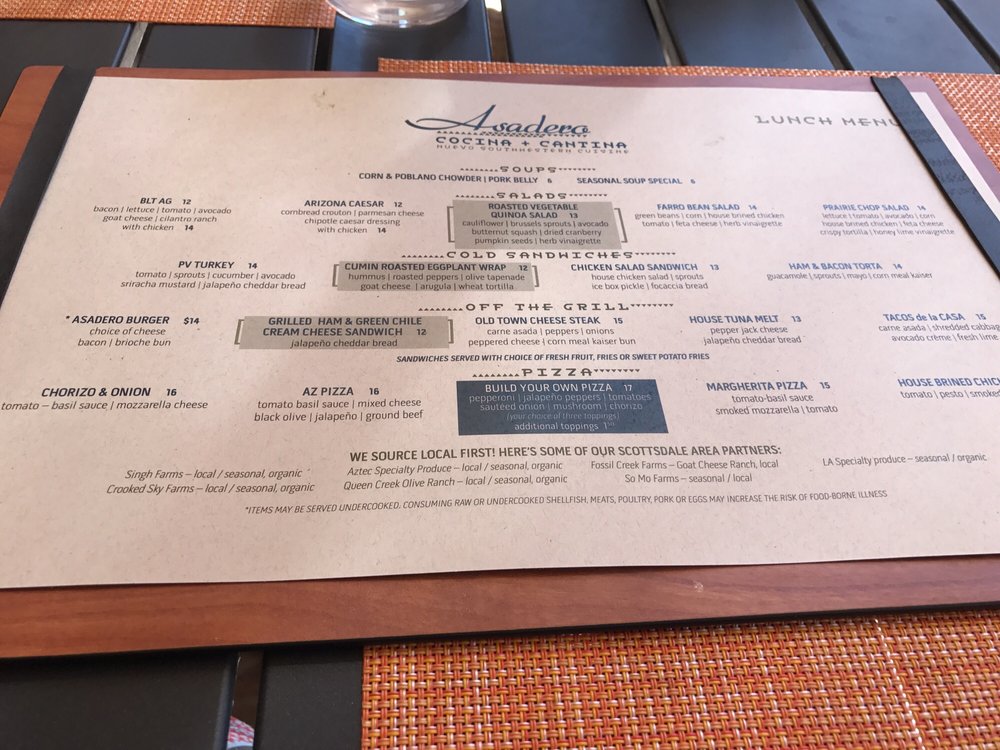 Asadero
COCINA + CANTINA
NUEVO SOUTHWESTERN CUISINE
LUNCH MENU
SOUPS
CORN & POBLANO CHOWDER | PORK BELLY 6 SEASONAL SOUP SPECIAL 6
SALADS
BLT AG 12
bacon | lettuce | tomato | avocado
goat cheese | cilantro ranch
with chicken 14
ARIZONA CAESAR 12
cornbread crouton | parmesan cheese
chipotle caesar dressing
with chicken 14
ROASTED VEGETABLE
QUINOA SALAD 13
cauliflower | brussels sprouts | avocado
butternut squash | dried cranberry
pumpkin seeds | herb vinaigrette
FARRO BEAN SALAD 14
green beans | corn | house brined chicken
tomato | feta cheese | herb vinaigrette
PRAIRIE CHOP SALAD 14
lettuce | tomato | avocado | corn
house brined chicken | feta cheese
crispy tortilla | honey lime vinaigrette
COLD SANDWICHES
PV TURKEY 14
tomato | sprouts | cucumber | avocado
sriracha mustard | jalapeño cheddar bread
CUMIN ROASTED EGGPLANT WRAP 12
hummus | roasted peppers | olive tapenade
goat cheese | arugula | wheat tortilla
CHICKEN SALAD SANDWICH 13
house chicken salad | sprouts
ice box pickle | focaccia bread
HAM & BACON TORTA 14
guacamole | sprouts | mayo | corn meal kaiser
OFF THE GRILL
* ASADERO BURGER $14
choice of cheese
bacon | brioche bun
GRILLED HAM & GREEN CHILE
CREAM CHEESE SANDWICH 12
jalapeño cheddar bread
OLD TOWN CHEESE STEAK 15
carne asada | peppers | onions
peppered cheese | corn meal kaiser bun
HOUSE TUNA MELT 13
pepper jack cheese
jalapeño cheddar bread
TACOS de la CASA 15
carne asada | shredded cabbag
avocado crème | fresh lime
SANDWICHES SERVED WITH CHOICE OF FRESH FRUIT, FRIES OR SWEET POTATO FRIES
PIZZA
CHORIZO & ONION 16
tomato – basil sauce | mozzarella cheese
AZ PIZZA 16
tomato basil sauce | mixed cheese
black olive | jalapeño | ground beef
BUILD YOUR OWN PIZZA 17
pepperoni | jalapeño peppers | tomatoes
sautéed onion | mushroom | chorizo
(your choice of three toppings)
additional toppings 1⁵⁰
MARGHERITA PIZZA 15
tomato-basil sauce
smoked mozzarella | tomato
HOUSE BRINED CHIC
tomato | pesto | smoked
WE SOURCE LOCAL FIRST! HERE'S SOME OF OUR SCOTTSDALE AREA PARTNERS:
Singh Farms – local / seasonal, organic
Crooked Sky Farms – local / seasonal, organic
Aztec Specialty Produce – local / seasonal, organic
Queen Creek Olive Ranch – local / seasonal, organic
Fossil Creek Farms – Goat Cheese Ranch, local
So Mo Farms – seasonal / local
LA Specialty produce – seasonal / organic
*ITEMS MAY BE SERVED UNDERCOOKED. CONSUMING RAW OR UNDERCOOKED SHELLFISH, MEATS, POULTRY, PORK OR EGGS MAY INCREASE THE RISK OF FOOD-BORNE ILLNESS